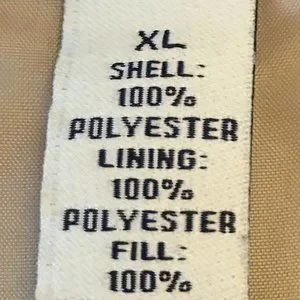 XL
SHELL:
100%
POLYESTER
LINING:
100%
POLYESTER
FILL:
100%